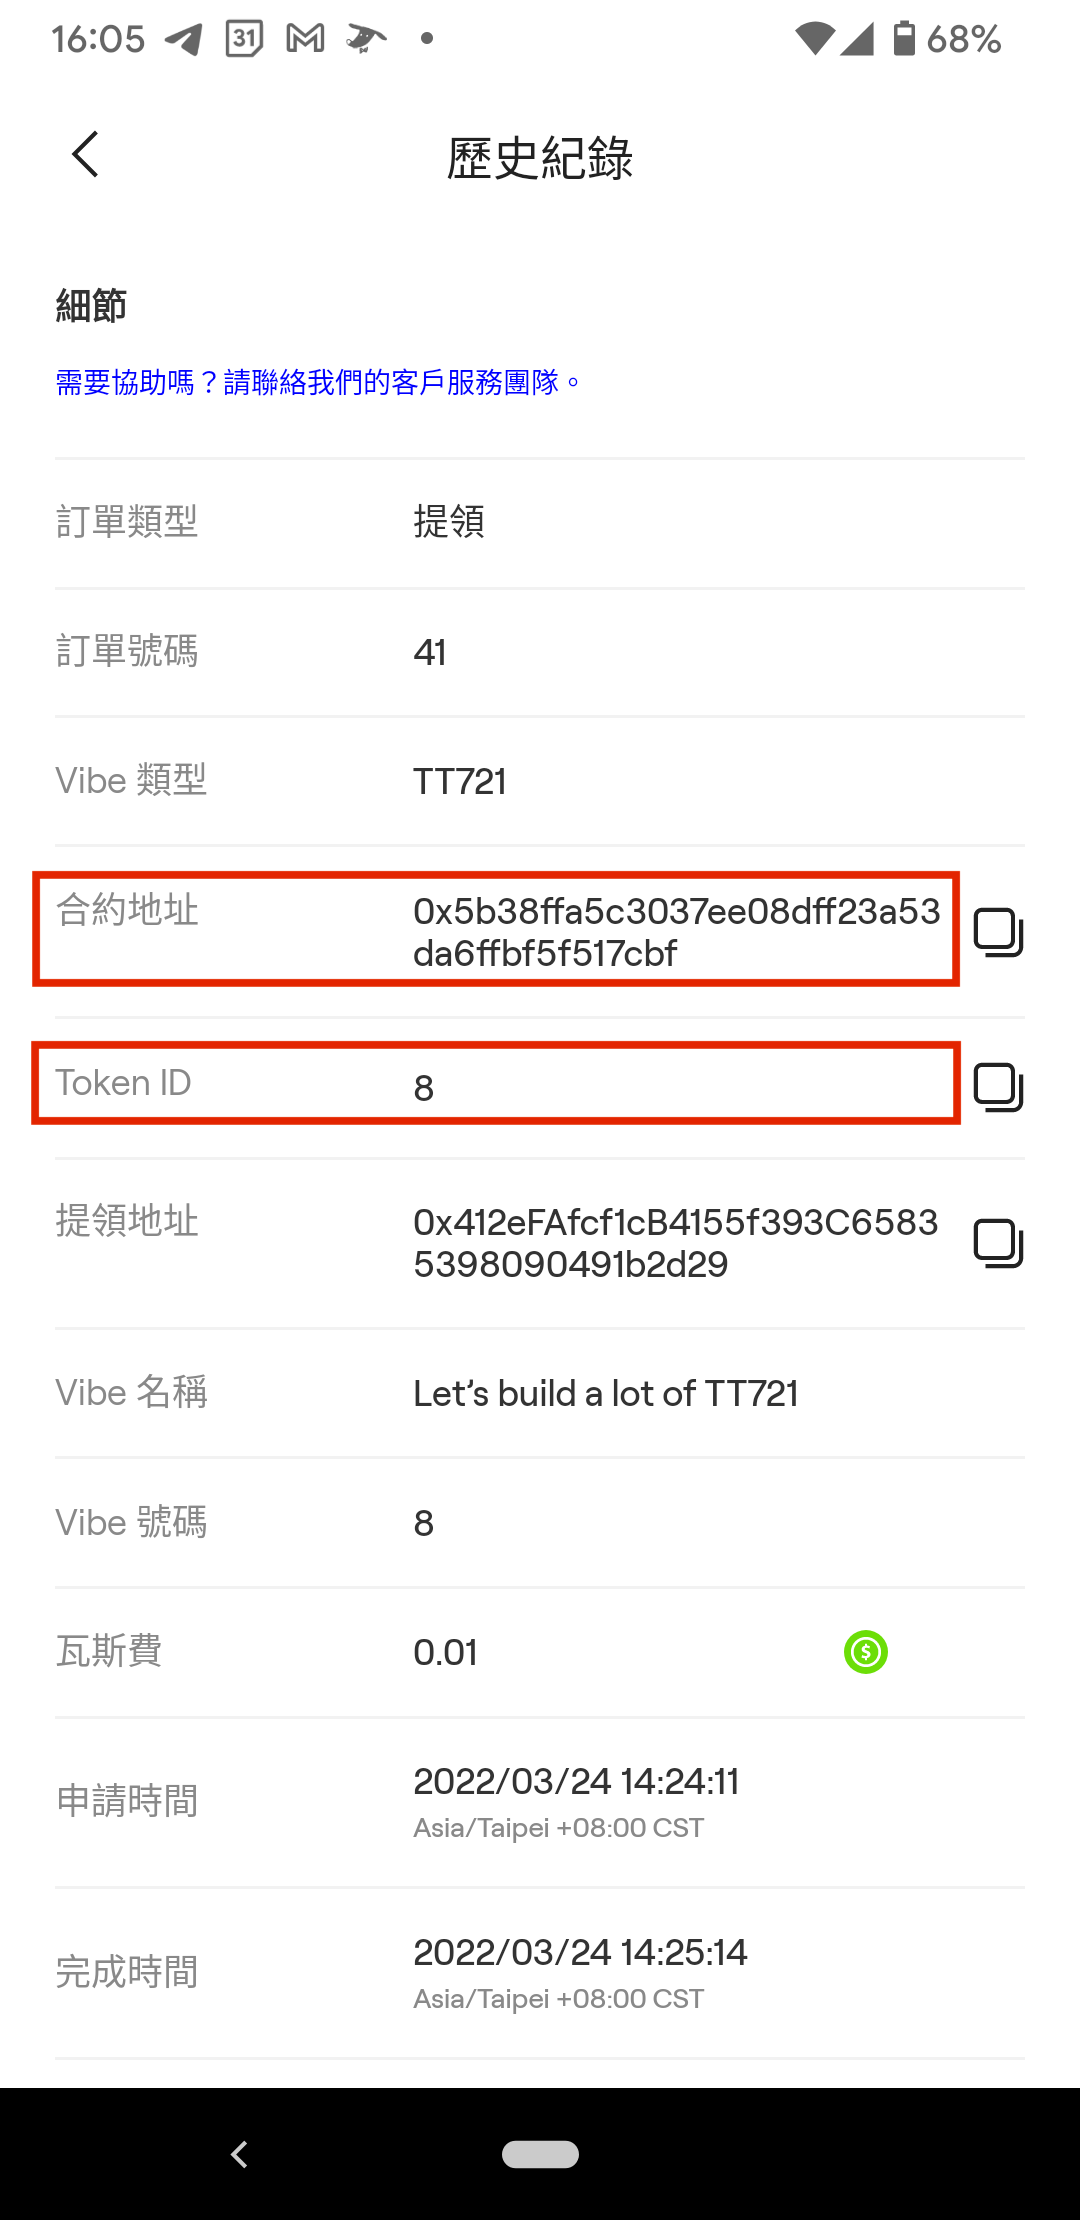 16:05 31 68%
歷史紀錄
細節
需要協助嗎？請聯絡我們的客戶服務團隊。
訂單類型 提領
訂單號碼 41
Vibe 類型 TT721
合約地址 0x5b38ffa5c3037ee08dff23a53
da6ffbf5f517cbf
Token ID 8
提領地址 0x412eFAfcf1cB4155f393C6583
5398090491b2d29
Vibe 名稱 Let’s build a lot of TT721
Vibe 號碼 8
瓦斯費 0.01 $
申請時間 2022/03/24 14:24:11
Asia/Taipei +08:00 CST
完成時間 2022/03/24 14:25:14
Asia/Taipei +08:00 CST